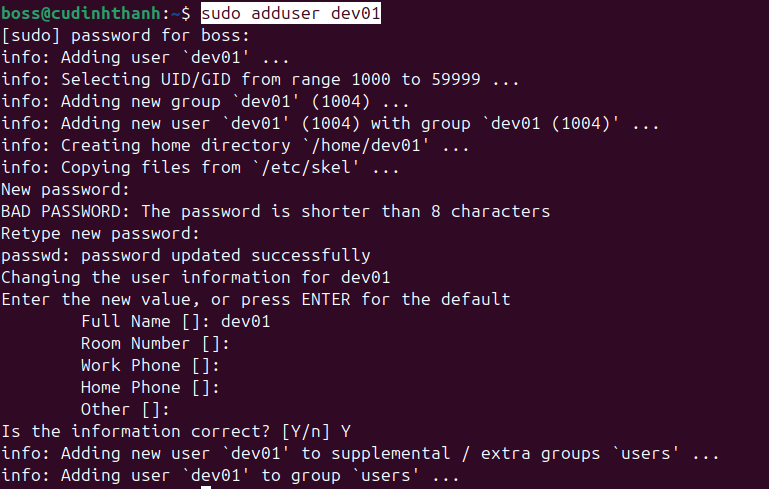 boss@cudinhthanh:~$ sudo adduser dev01
[sudo] password for boss:
info: Adding user `dev01' ...
info: Selecting UID/GID from range 1000 to 59999 ...
info: Adding new group `dev01' (1004) ...
info: Adding new user `dev01' (1004) with group `dev01 (1004)' ...
info: Creating home directory `/home/dev01' ...
info: Copying files from `/etc/skel' ...
New password:
BAD PASSWORD: The password is shorter than 8 characters
Retype new password:
passwd: password updated successfully
Changing the user information for dev01
Enter the new value, or press ENTER for the default
        Full Name []: dev01
        Room Number []:
        Work Phone []:
        Home Phone []:
        Other []:
Is the information correct? [Y/n] Y
info: Adding new user `dev01' to supplemental / extra groups `users' ...
info: Adding user `dev01' to group `users' ...